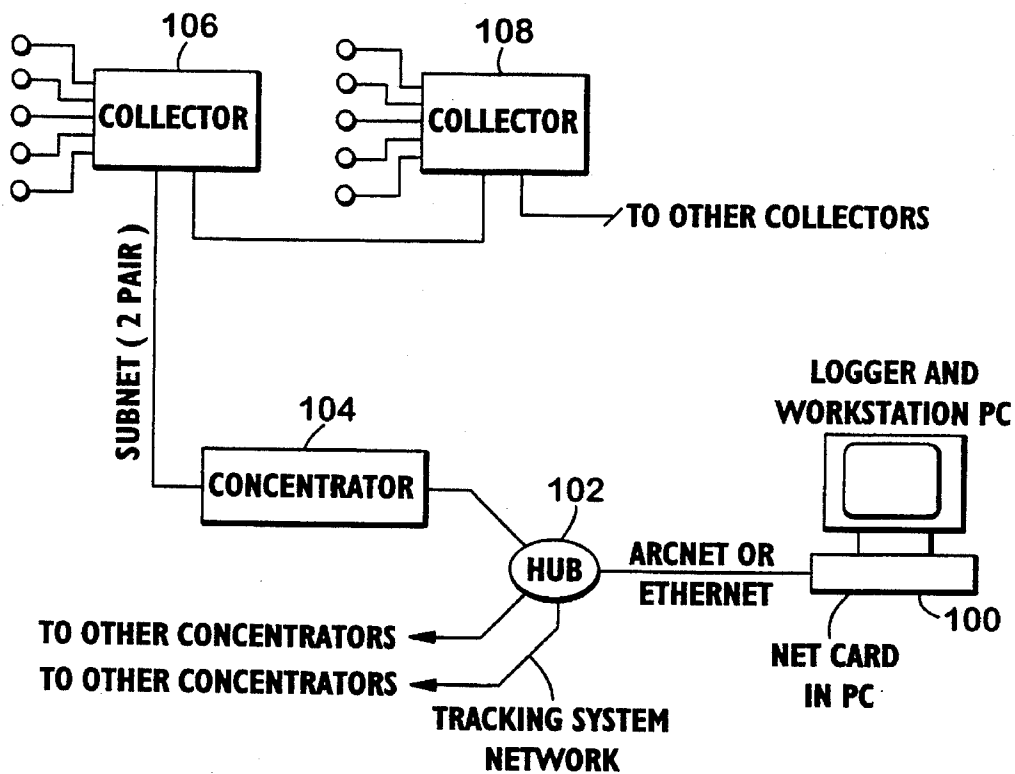 106
108
COLLECTOR
COLLECTOR
TO OTHER COLLECTORS
SUBNET ( 2 PAIR )
LOGGER AND
WORKSTATION PC
104
CONCENTRATOR
102
HUB
ARCNET OR
ETHERNET
100
TO OTHER CONCENTRATORS
TO OTHER CONCENTRATORS
NET CARD
IN PC
TRACKING SYSTEM
NETWORK